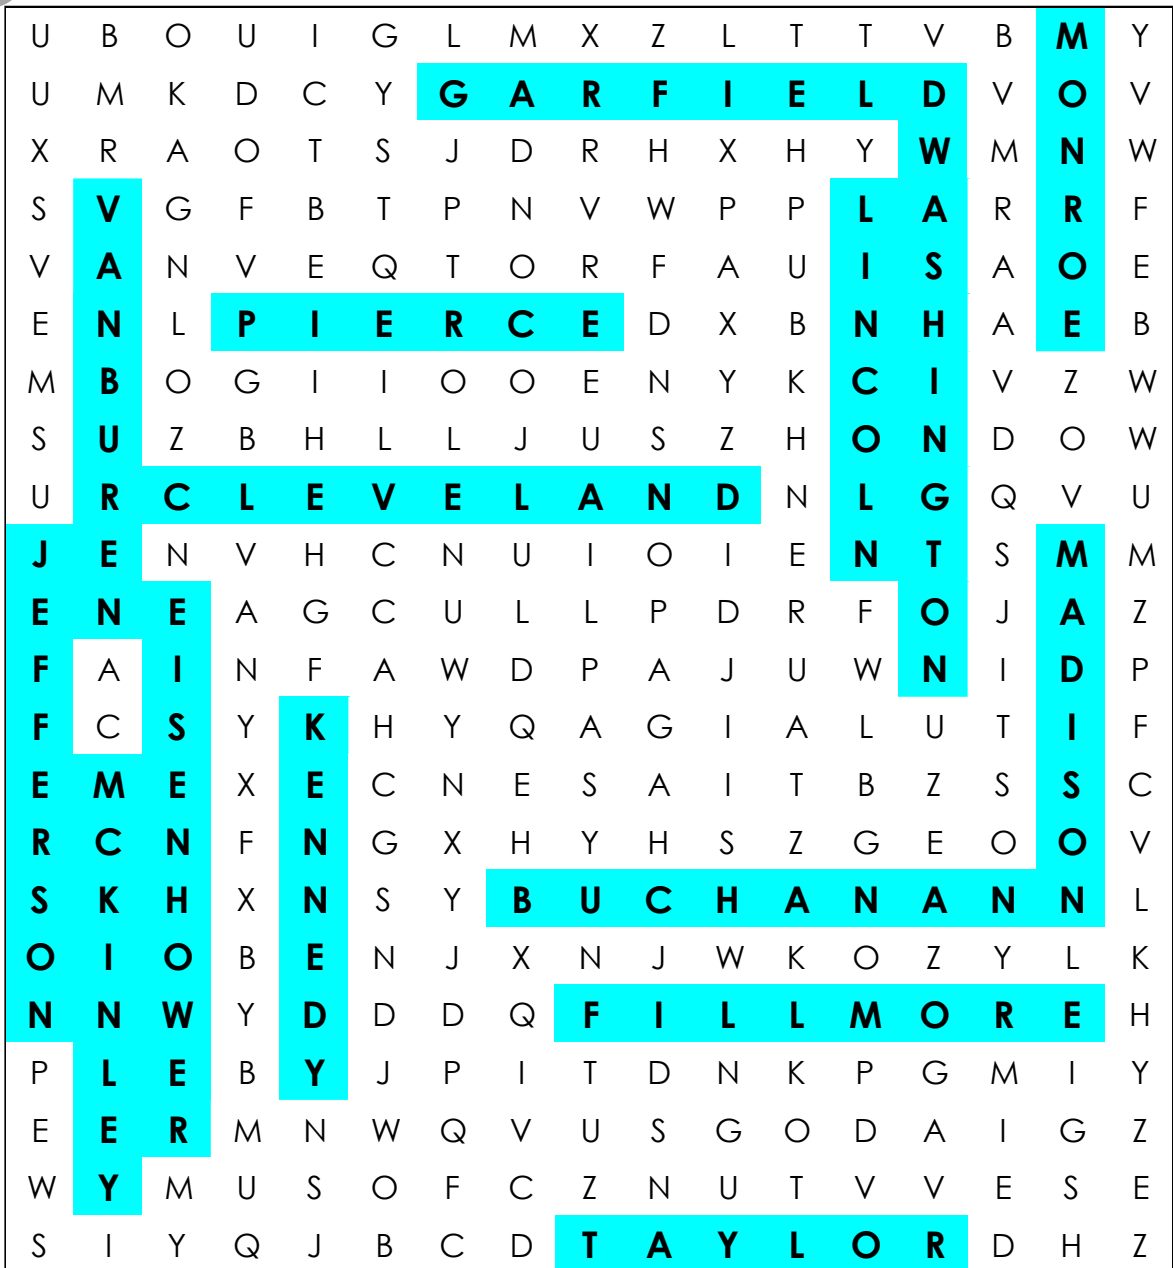 U B O U I G L M X Z L T T V B M Y
U M K D C Y G A R F I E L D V O V
X R A O T S J D R H X H Y W M N W
S V G F B T P N V W P P L A R R F
V A N V E Q T O R F A U I S A O E
E N L P I E R C E D X B N H A E B
M B O G I I O O E N Y K C I V Z W
S U Z B H L L J U S Z H O N D O W
U R C L E V E L A N D N L G Q V U
J E N V H C N U I O I E N T S M M
E N E A G C U L L P D R F O J A Z
F A I N F A W D P A J U W N I D P
F C S Y K H Y Q A G I A L U T I F
E M E X E C N E S A I T B Z S S C
R C N F N G X H Y H S Z G E O O V
S K H X N S Y B U C H A N A N N L
O I O B E N J X N J W K O Z Y L K
N N W Y D D D Q F I L L M O R E H
P L E B Y J P I T D N K P G M I Y
E E R M N W Q V U S G O D A I G Z
W Y M U S O F C Z N U T V V E S E
S I Y Q J B C D T A Y L O R D H Z